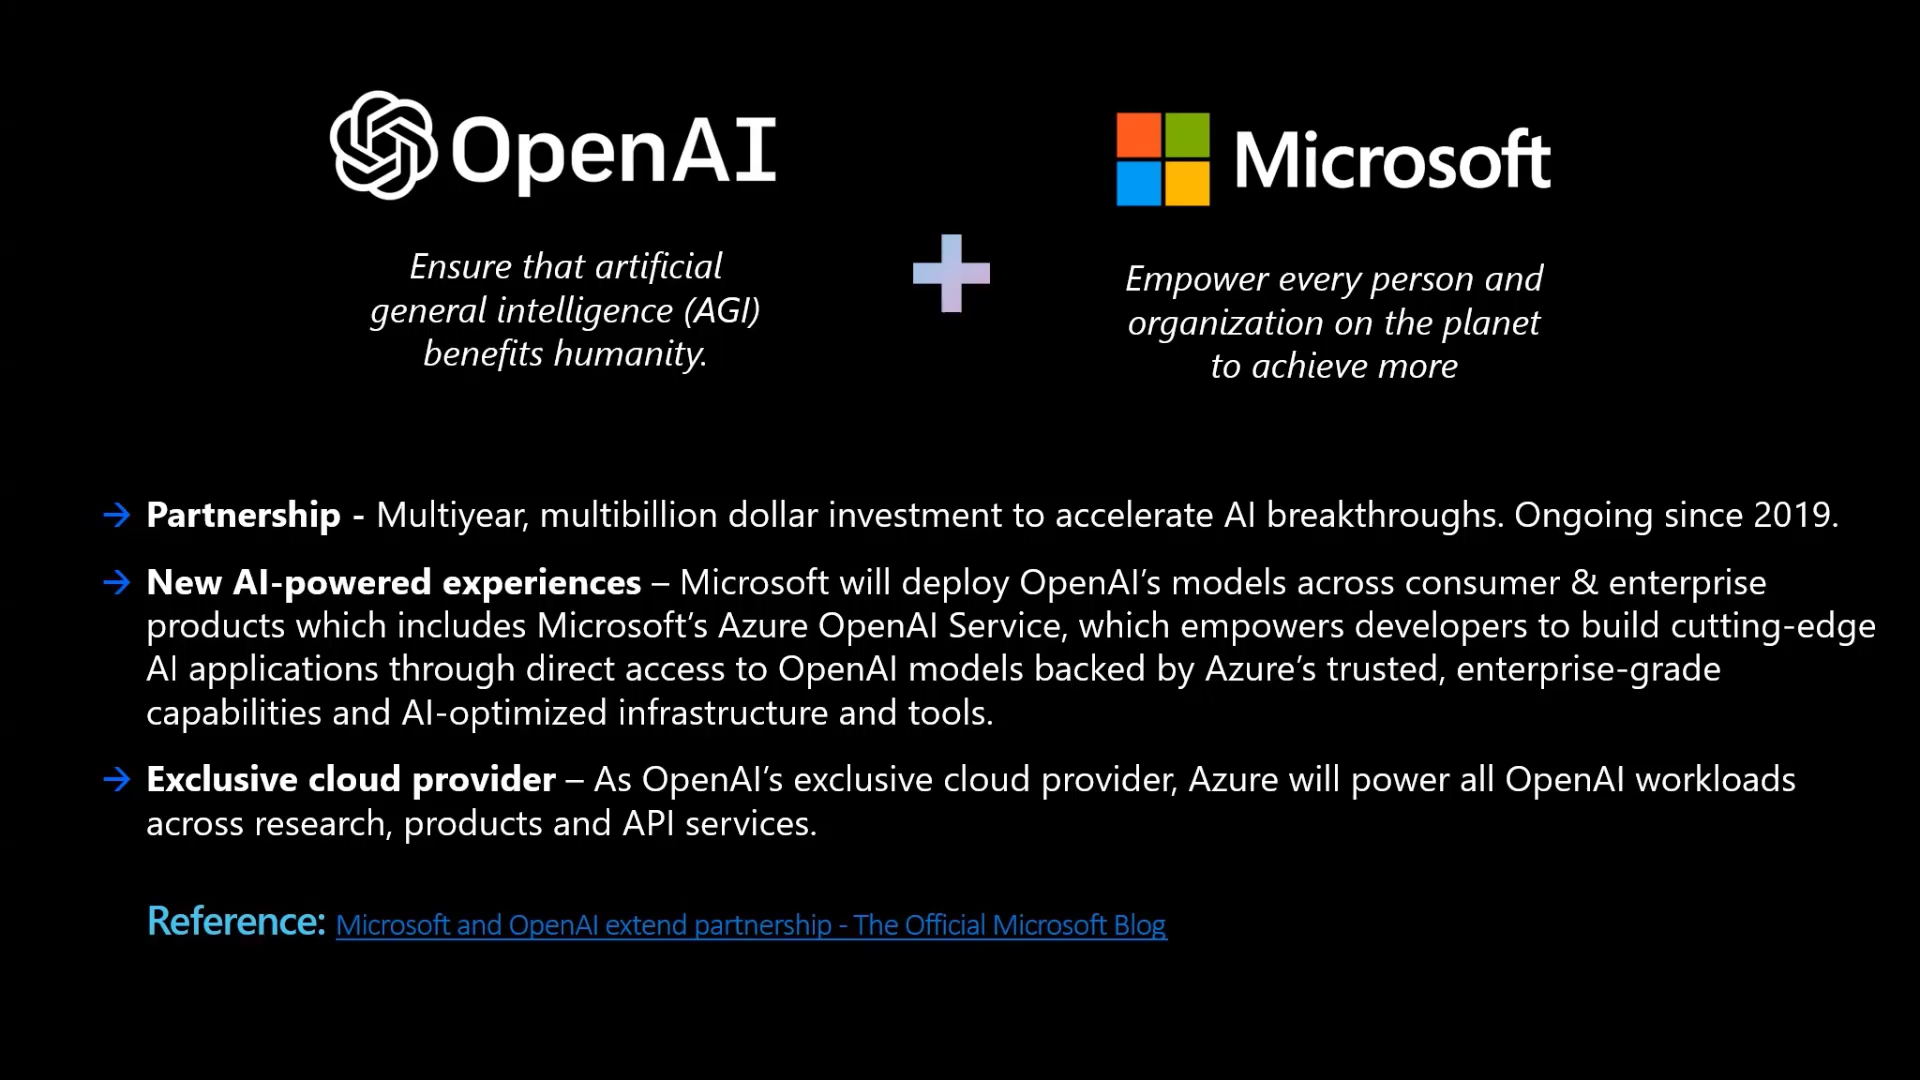 OpenAI
Microsoft
Ensure that artificial
general intelligence (AGI)
benefits humanity.
Empower every person and
organization on the planet
to achieve more
→ Partnership - Multiyear, multibillion dollar investment to accelerate AI breakthroughs. Ongoing since 2019.
→ New AI-powered experiences – Microsoft will deploy OpenAI’s models across consumer & enterprise
products which includes Microsoft’s Azure OpenAI Service, which empowers developers to build cutting-edge
AI applications through direct access to OpenAI models backed by Azure’s trusted, enterprise-grade
capabilities and AI-optimized infrastructure and tools.
→ Exclusive cloud provider – As OpenAI’s exclusive cloud provider, Azure will power all OpenAI workloads
across research, products and API services.
Reference: Microsoft and OpenAI extend partnership - The Official Microsoft Blog